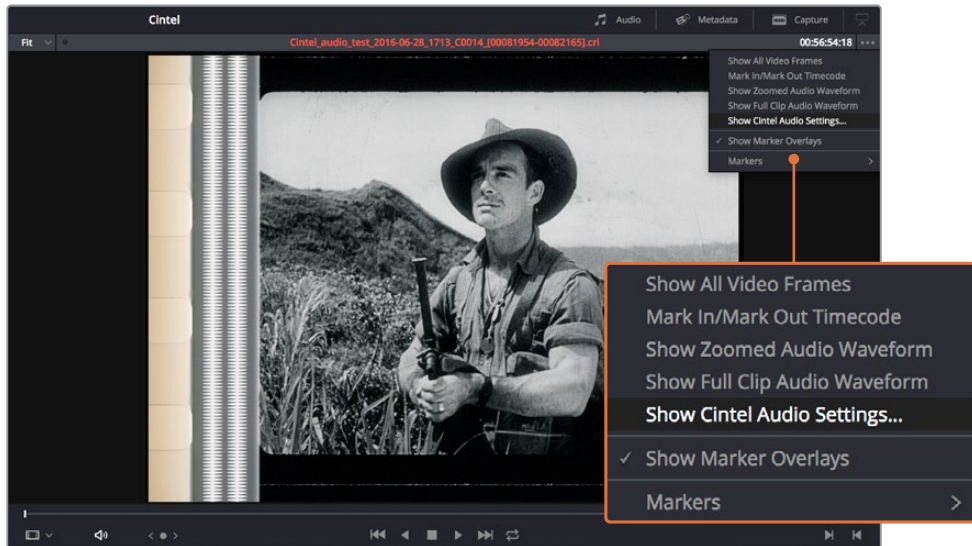 Cintel
Audio
Metadata
Capture
Fit
Cintel_audio_test_2016-06-28_1713_C0014_[00081954-00082165].cri
00:56:54:18
Show All Video Frames
Mark In/Mark Out Timecode
Show Zoomed Audio Waveform
Show Full Clip Audio Waveform
Show Cintel Audio Settings...
Show Marker Overlays
Markers
Show All Video Frames
Mark In/Mark Out Timecode
Show Zoomed Audio Waveform
Show Full Clip Audio Waveform
Show Cintel Audio Settings...
✓ Show Marker Overlays
Markers